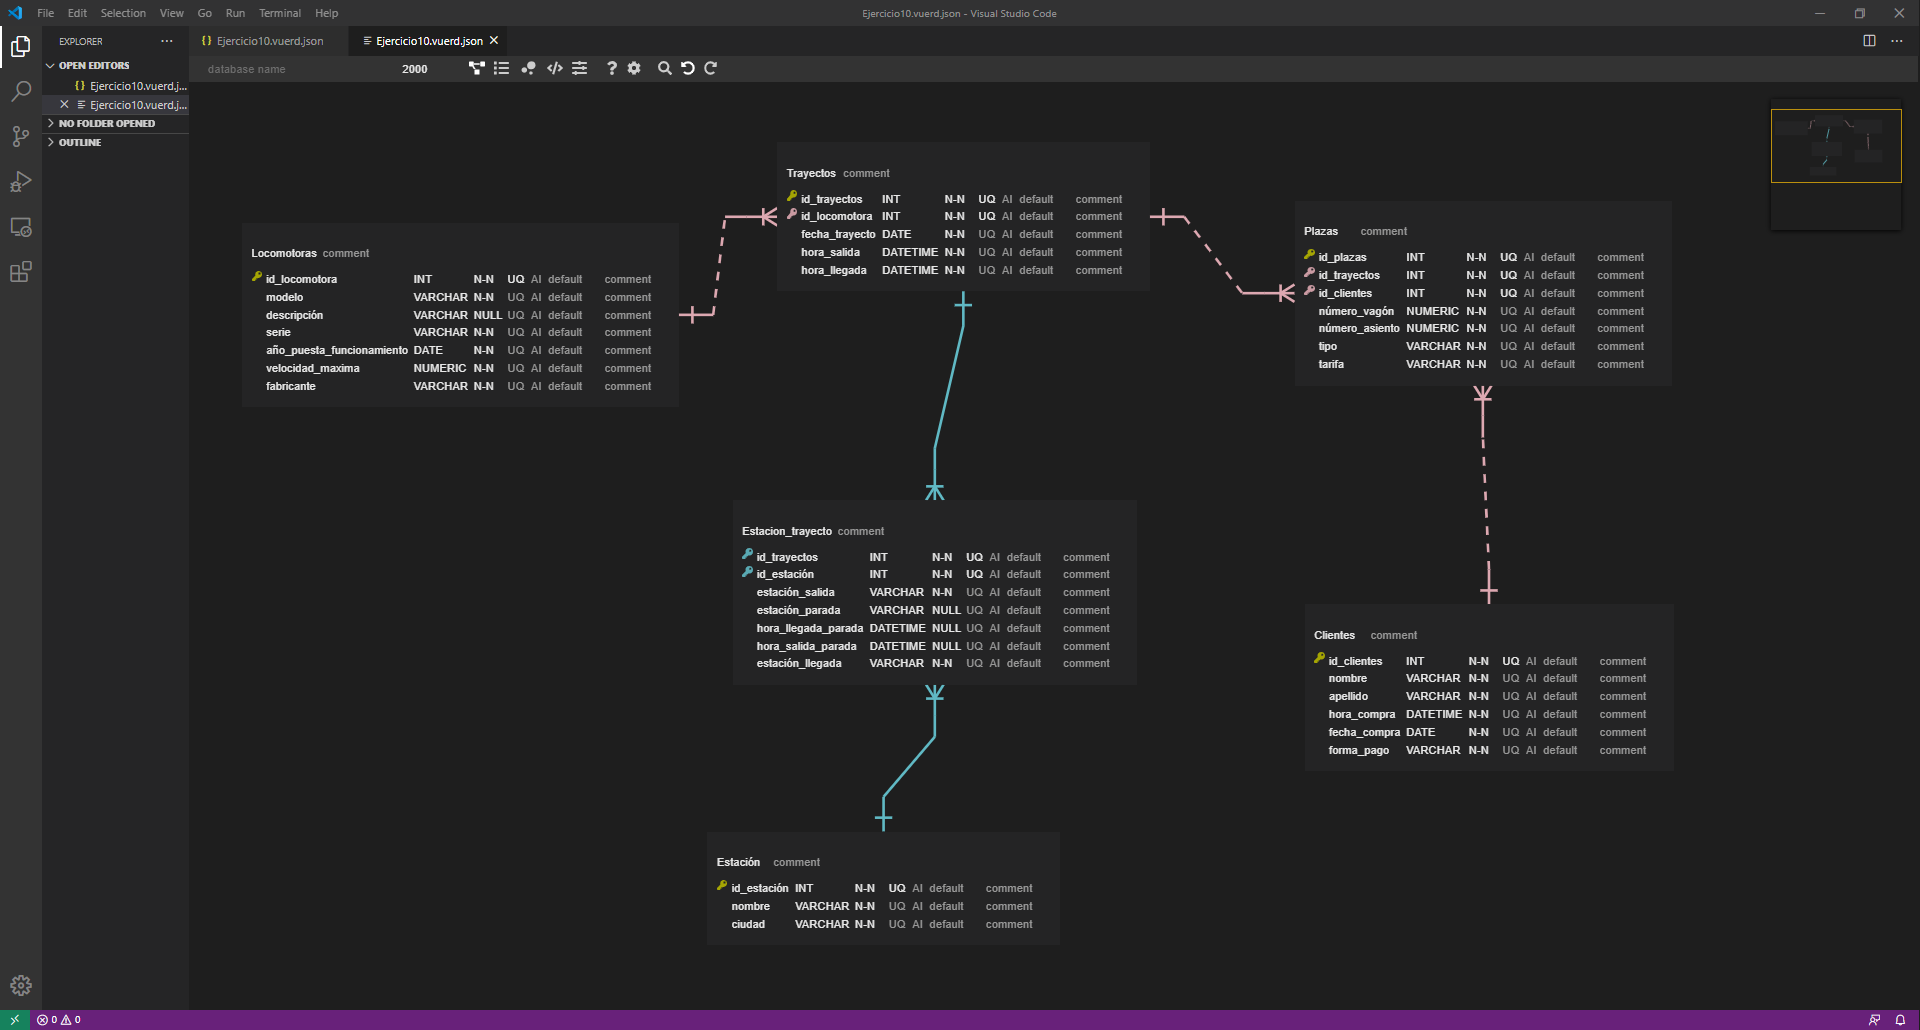 File Edit Selection View Go Run Terminal Help
Ejercicio10.vuerd.json - Visual Studio Code
EXPLORER
OPEN EDITORS
{} Ejercicio10.vuerd.j...
Ejercicio10.vuerd.j...
NO FOLDER OPENED
OUTLINE
{} Ejercicio10.vuerd.json
Ejercicio10.vuerd.json
database name 2000
Locomotoras comment
id_locomotora INT N-N UQ AI default comment
modelo VARCHAR N-N UQ AI default comment
descripción VARCHAR NULL UQ AI default comment
serie VARCHAR N-N UQ AI default comment
año_puesta_funcionamiento DATE N-N UQ AI default comment
velocidad_maxima NUMERIC N-N UQ AI default comment
fabricante VARCHAR N-N UQ AI default comment
Trayectos comment
id_trayectos INT N-N UQ AI default comment
id_locomotora INT N-N UQ AI default comment
fecha_trayecto DATE N-N UQ AI default comment
hora_salida DATETIME N-N UQ AI default comment
hora_llegada DATETIME N-N UQ AI default comment
Plazas comment
id_plazas INT N-N UQ AI default comment
id_trayectos INT N-N UQ AI default comment
id_clientes INT N-N UQ AI default comment
número_vagón NUMERIC N-N UQ AI default comment
número_asiento NUMERIC N-N UQ AI default comment
tipo VARCHAR N-N UQ AI default comment
tarifa VARCHAR N-N UQ AI default comment
Estacion_trayecto comment
id_trayectos INT N-N UQ AI default comment
id_estación INT N-N UQ AI default comment
estación_salida VARCHAR N-N UQ AI default comment
estación_parada VARCHAR NULL UQ AI default comment
hora_llegada_parada DATETIME NULL UQ AI default comment
hora_salida_parada DATETIME NULL UQ AI default comment
estación_llegada VARCHAR N-N UQ AI default comment
Clientes comment
id_clientes INT N-N UQ AI default comment
nombre VARCHAR N-N UQ AI default comment
apellido VARCHAR N-N UQ AI default comment
hora_compra DATETIME N-N UQ AI default comment
fecha_compra DATE N-N UQ AI default comment
forma_pago VARCHAR N-N UQ AI default comment
Estación comment
id_estación INT N-N UQ AI default comment
nombre VARCHAR N-N UQ AI default comment
ciudad VARCHAR N-N UQ AI default comment
0 0